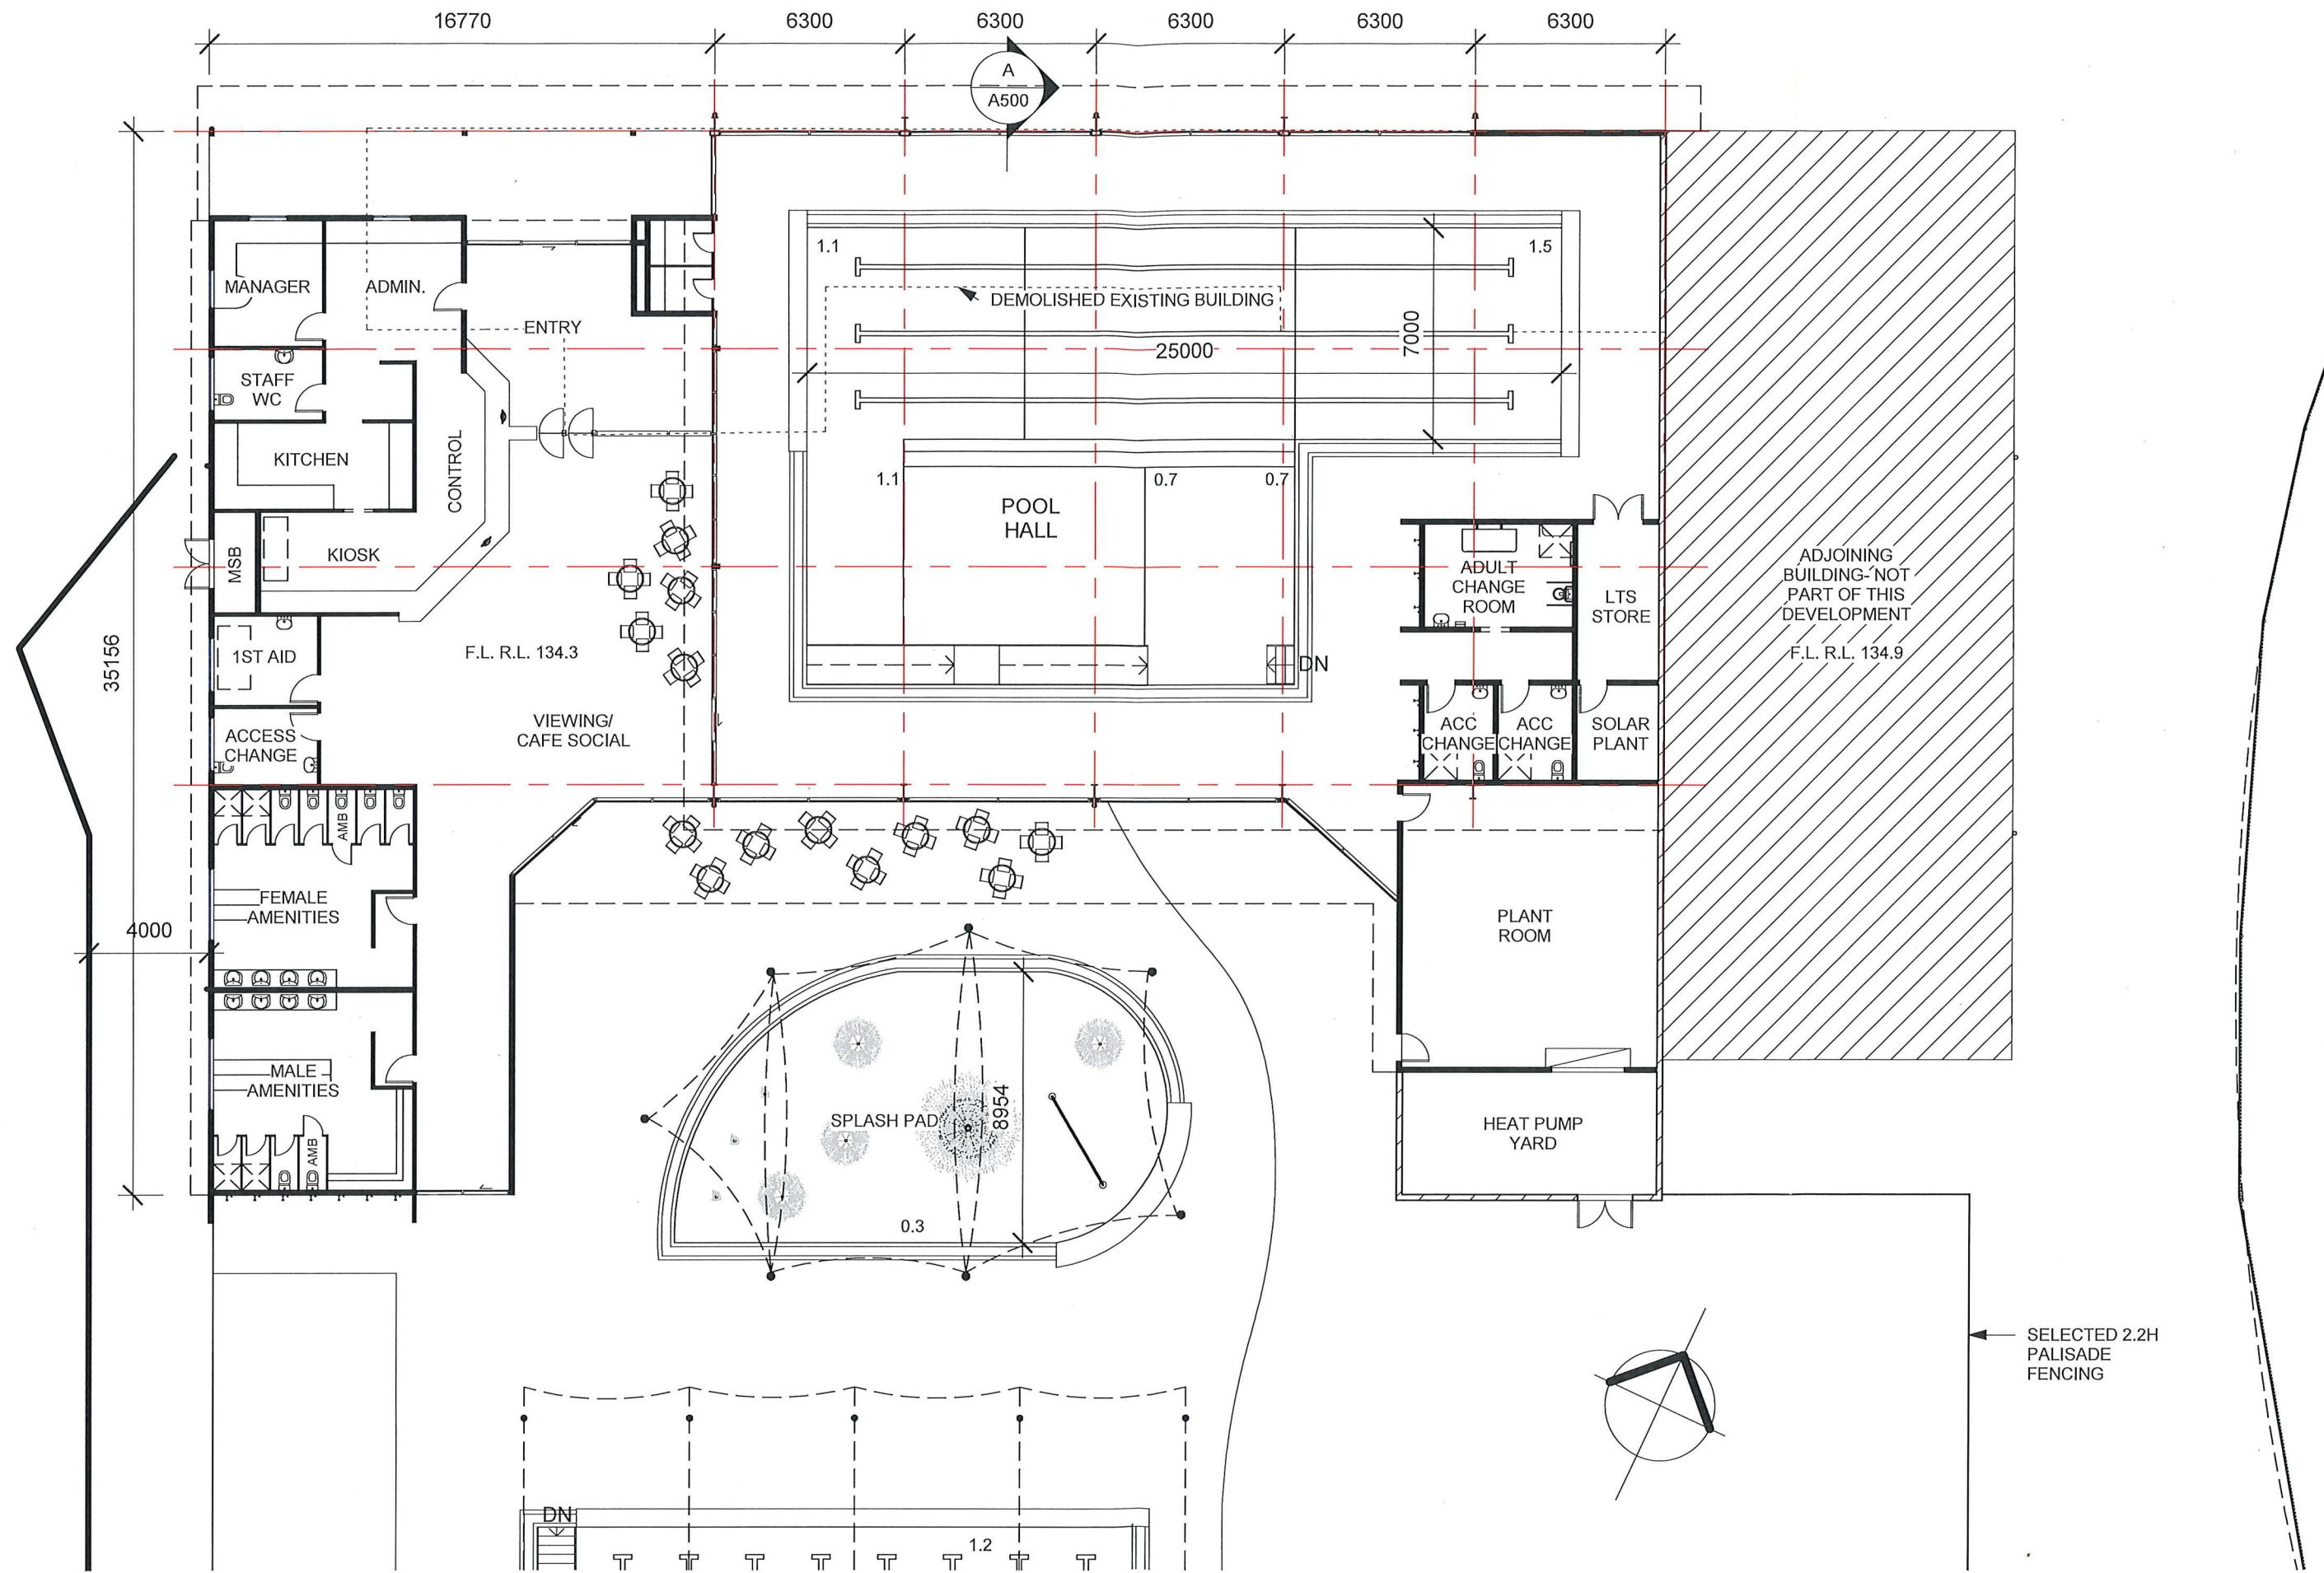 16770
6300
6300
6300
6300
6300
A
A500
1.1
1.5
MANAGER
ADMIN.
DEMOLISHED EXISTING BUILDING
ENTRY
7000
25000
STAFF
WC
KITCHEN
CONTROL
1.1
0.7
0.7
POOL
HALL
MSB
KIOSK
ADULT
CHANGE
ROOM
LTS
STORE
ADJOINING
BUILDING- NOT
PART OF THIS
DEVELOPMENT
F.L. R.L. 134.9
35156
1ST AID
F.L. R.L. 134.3
DN
ACCESS
CHANGE
VIEWING/
CAFE SOCIAL
ACC
CHANGE
ACC
CHANGE
SOLAR
PLANT
AMB
FEMALE
AMENITIES
4000
PLANT
ROOM
MALE
AMENITIES
SPLASH PAD
8954
AMB
HEAT PUMP
YARD
0.3
SELECTED 2.2H
PALISADE
FENCING
DN
1.2